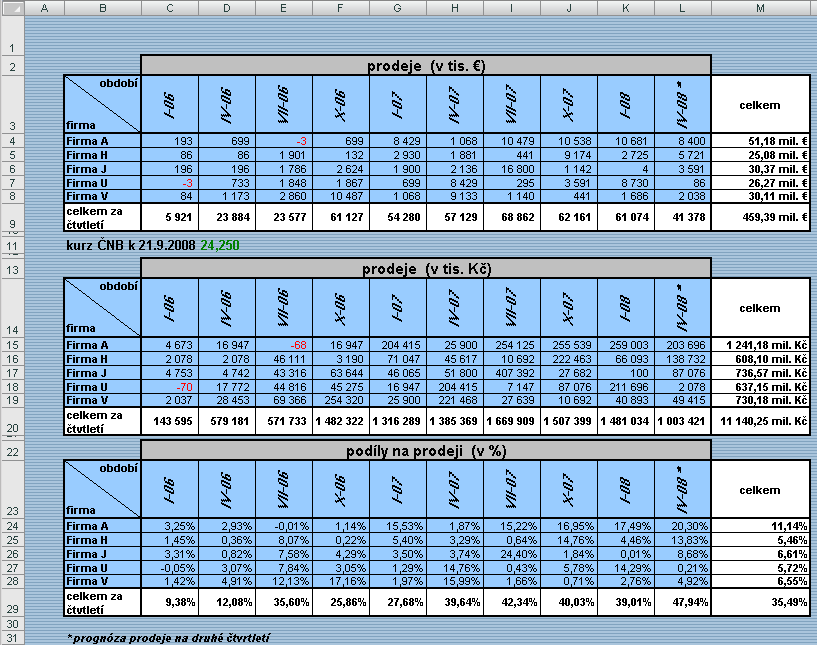 A B C D E F G H I J K L M
1
2 prodeje (v tis. €)
období
3 firma I-06 IV-06 VII-06 X-06 I-07 IV-07 VII-07 X-07 I-08 IV-08 * celkem
4 Firma A 193 699 -3 699 8 429 1 068 10 479 10 538 10 681 8 400 51,18 mil. €
5 Firma H 86 86 1 901 132 2 930 1 881 441 9 174 2 725 5 721 25,08 mil. €
6 Firma J 196 196 1 786 2 624 1 900 2 136 16 800 1 142 4 3 591 30,37 mil. €
7 Firma U -3 733 1 848 1 867 699 8 429 295 3 591 8 730 86 26,27 mil. €
8 Firma V 84 1 173 2 860 10 487 1 068 9 133 1 140 441 1 686 2 038 30,11 mil. €
9 celkem za čtvtletí 5 921 23 884 23 577 61 127 54 280 57 129 68 862 62 161 61 074 41 378 459,39 mil. €
11 kurz ČNB k 21.9.2008 24,250
13 prodeje (v tis. Kč)
období
14 firma I-06 IV-06 VII-06 X-06 I-07 IV-07 VII-07 X-07 I-08 IV-08 * celkem
15 Firma A 4 673 16 947 -68 16 947 204 415 25 900 254 125 255 539 259 003 203 696 1 241,18 mil. Kč
16 Firma H 2 078 2 078 46 111 3 190 71 047 45 617 10 692 222 463 66 093 138 732 608,10 mil. Kč
17 Firma J 4 753 4 742 43 316 63 644 46 065 51 800 407 392 27 682 100 87 076 736,57 mil. Kč
18 Firma U -70 17 772 44 816 45 275 16 947 204 415 7 147 87 076 211 696 2 078 637,15 mil. Kč
19 Firma V 2 037 28 453 69 366 254 320 25 900 221 468 27 639 10 692 40 893 49 415 730,18 mil. Kč
20 celkem za čtvtletí 143 595 579 181 571 733 1 482 322 1 316 289 1 385 369 1 669 909 1 507 399 1 481 034 1 003 421 11 140,25 mil. Kč
22 podíly na prodeji (v %)
období
23 firma I-06 IV-06 VII-06 X-06 I-07 IV-07 VII-07 X-07 I-08 IV-08 * celkem
24 Firma A 3,25% 2,93% -0,01% 1,14% 15,53% 1,87% 15,22% 16,95% 17,49% 20,30% 11,14%
25 Firma H 1,45% 0,36% 8,07% 0,22% 5,40% 3,29% 0,64% 14,76% 4,46% 13,83% 5,46%
26 Firma J 3,31% 0,82% 7,58% 4,29% 3,50% 3,74% 24,40% 1,84% 0,01% 8,68% 6,61%
27 Firma U -0,05% 3,07% 7,84% 3,05% 1,29% 14,76% 0,43% 5,78% 14,29% 0,21% 5,72%
28 Firma V 1,42% 4,91% 12,13% 17,16% 1,97% 15,99% 1,66% 0,71% 2,76% 4,92% 6,55%
29 celkem za čtvtletí 9,38% 12,08% 35,60% 25,86% 27,68% 39,64% 42,34% 40,03% 39,01% 47,94% 35,49%
30
31 *prognóza prodeje na druhé čtvrtletí